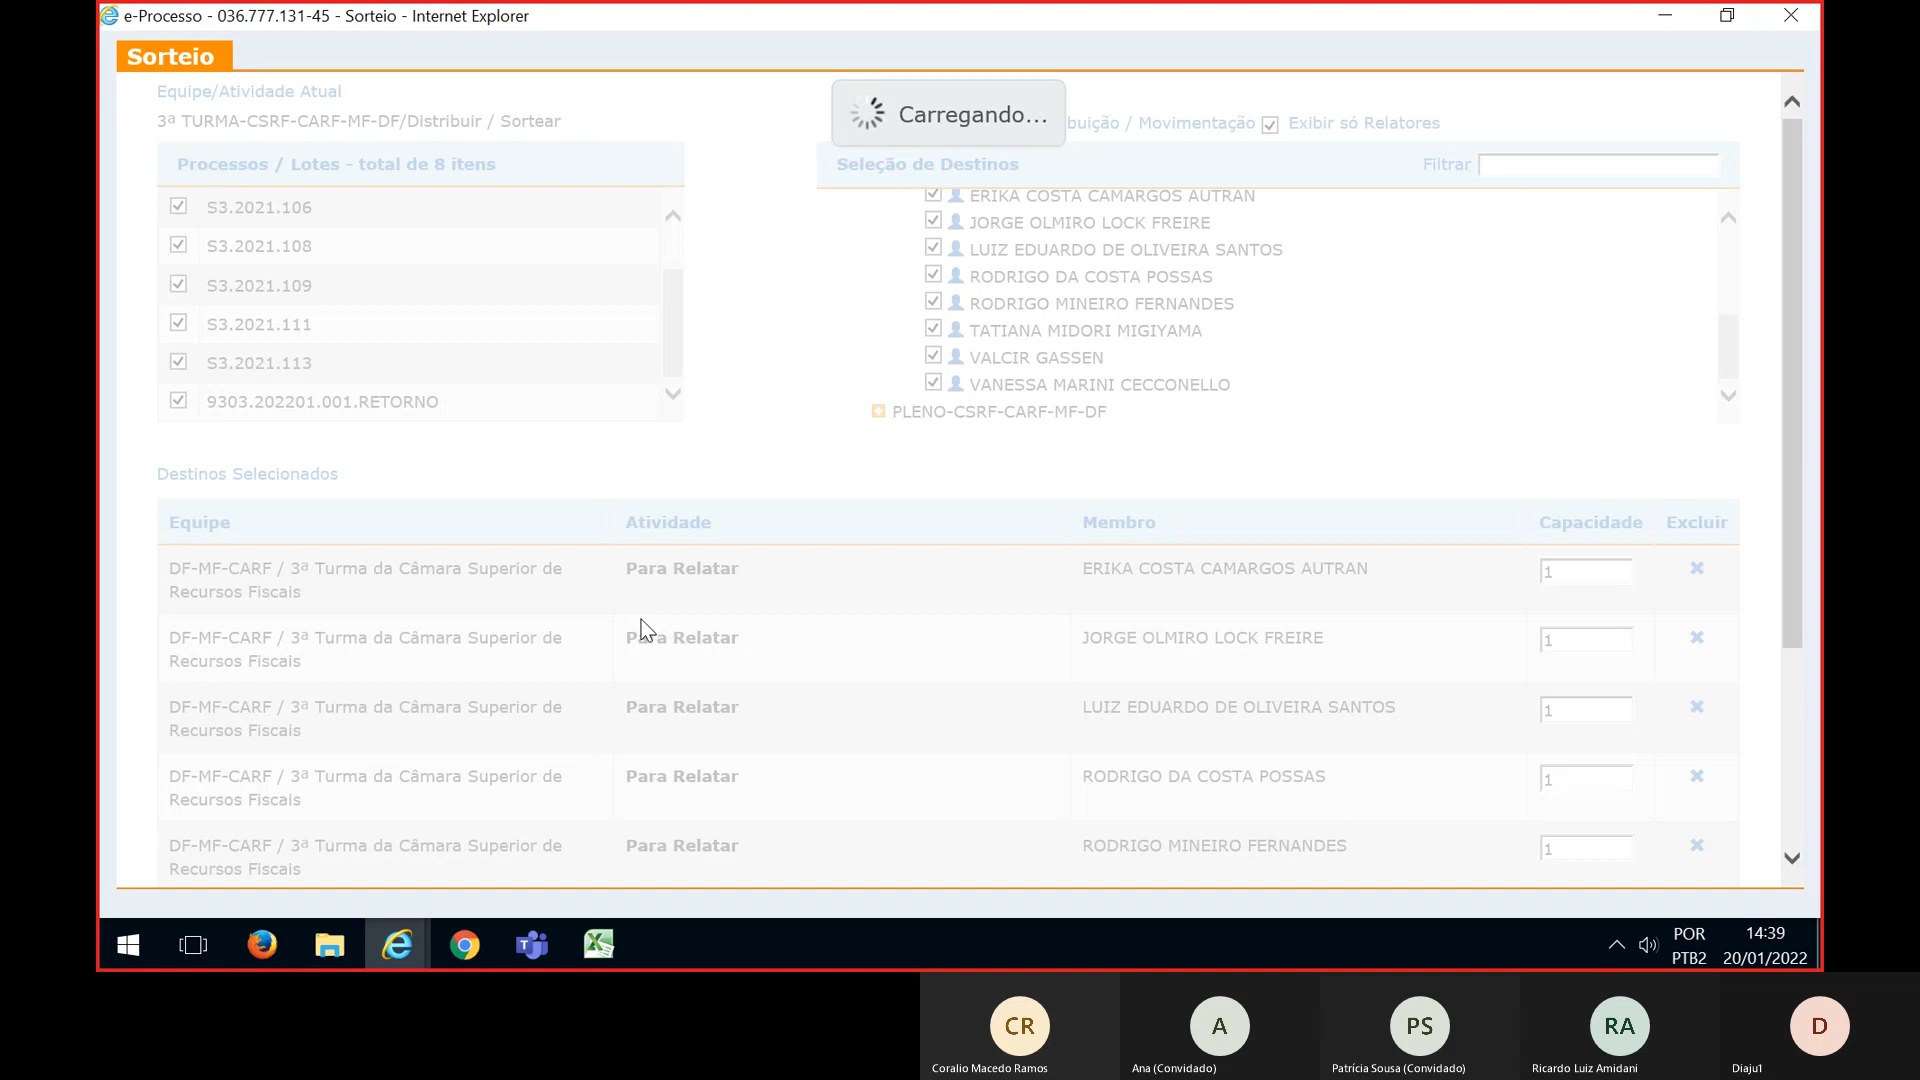 e-Processo - 036.777.131-45 - Sorteio - Internet Explorer
Sorteio
Equipe/Atividade Atual
3ª TURMA-CSRF-CARF-MF-DF/Distribuir / Sortear
Carregando...
buição / Movimentação Exibir só Relatores
Processos / Lotes - total de 8 itens
S3.2021.106
S3.2021.108
S3.2021.109
S3.2021.111
S3.2021.113
9303.202201.001.RETORNO
Seleção de Destinos Filtrar
ERIKA COSTA CAMARGOS AUTRAN
JORGE OLMIRO LOCK FREIRE
LUIZ EDUARDO DE OLIVEIRA SANTOS
RODRIGO DA COSTA POSSAS
RODRIGO MINEIRO FERNANDES
TATIANA MIDORI MIGIYAMA
VALCIR GASSEN
VANESSA MARINI CECCONELLO
PLENO-CSRF-CARF-MF-DF
Destinos Selecionados
Equipe Atividade Membro Capacidade Excluir
DF-MF-CARF / 3ª Turma da Câmara Superior de Para Relatar ERIKA COSTA CAMARGOS AUTRAN 1
Recursos Fiscais
DF-MF-CARF / 3ª Turma da Câmara Superior de Para Relatar JORGE OLMIRO LOCK FREIRE 1
Recursos Fiscais
DF-MF-CARF / 3ª Turma da Câmara Superior de Para Relatar LUIZ EDUARDO DE OLIVEIRA SANTOS 1
Recursos Fiscais
DF-MF-CARF / 3ª Turma da Câmara Superior de Para Relatar RODRIGO DA COSTA POSSAS 1
Recursos Fiscais
DF-MF-CARF / 3ª Turma da Câmara Superior de Para Relatar RODRIGO MINEIRO FERNANDES 1
Recursos Fiscais
POR 14:39
PTB2 20/01/2022
CR A PS RA D
Coralio Macedo Ramos Ana (Convidado) Patrícia Sousa (Convidado) Ricardo Luiz Amidani Diaju1